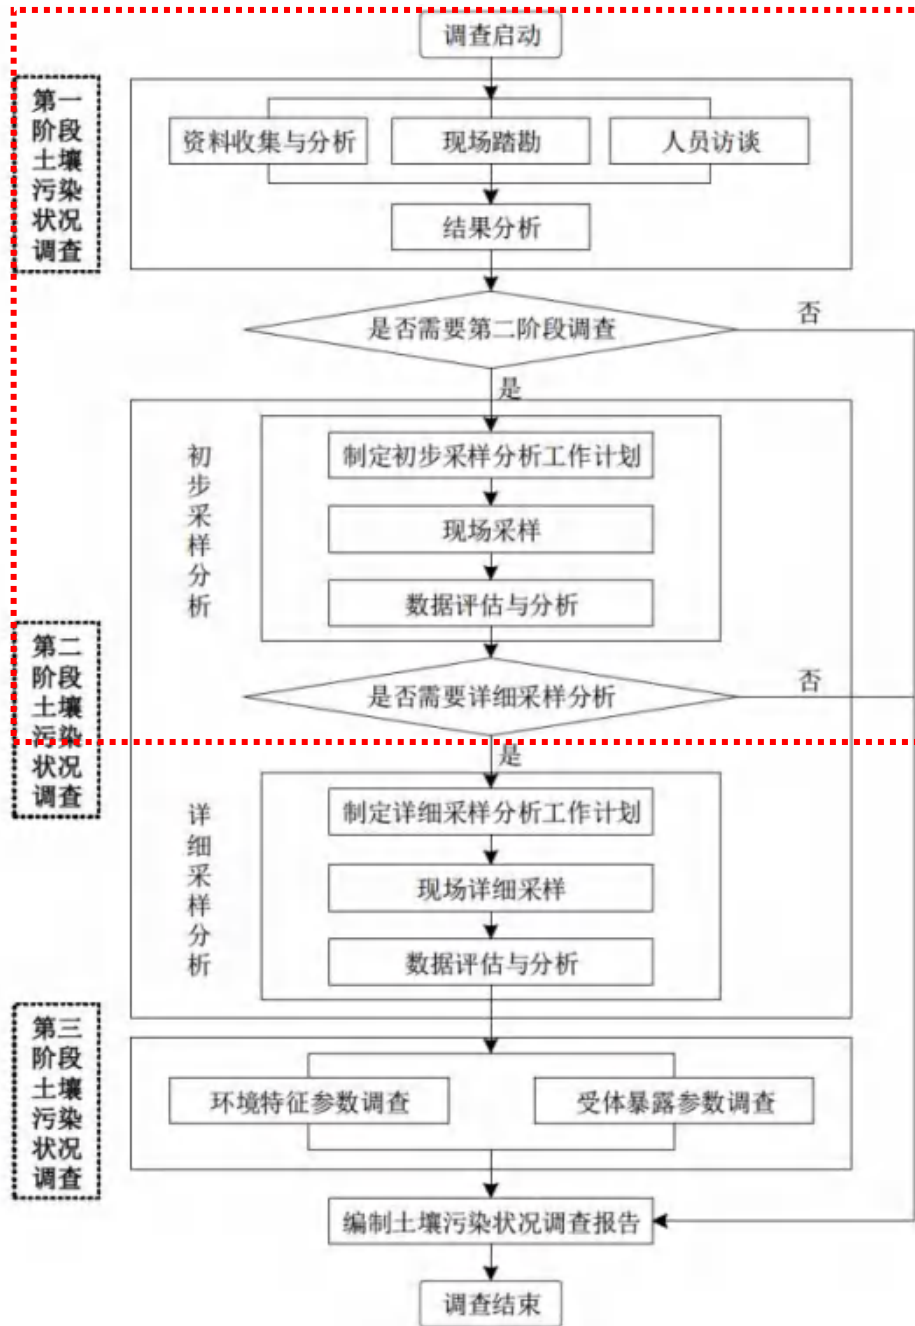 调查启动
第一
阶段
土壤
污染
状况
调查
资料收集与分析
现场踏勘
人员访谈
结果分析
是否需要第二阶段调查
否
是
初步采样分析
制定初步采样分析工作计划
现场采样
数据评估与分析
第二
阶段
土壤
污染
状况
调查
是否需要详细采样分析
否
是
详细采样分析
制定详细采样分析工作计划
现场详细采样
数据评估与分析
第三
阶段
土壤
污染
状况
调查
环境特征参数调查
受体暴露参数调查
编制土壤污染状况调查报告
调查结束